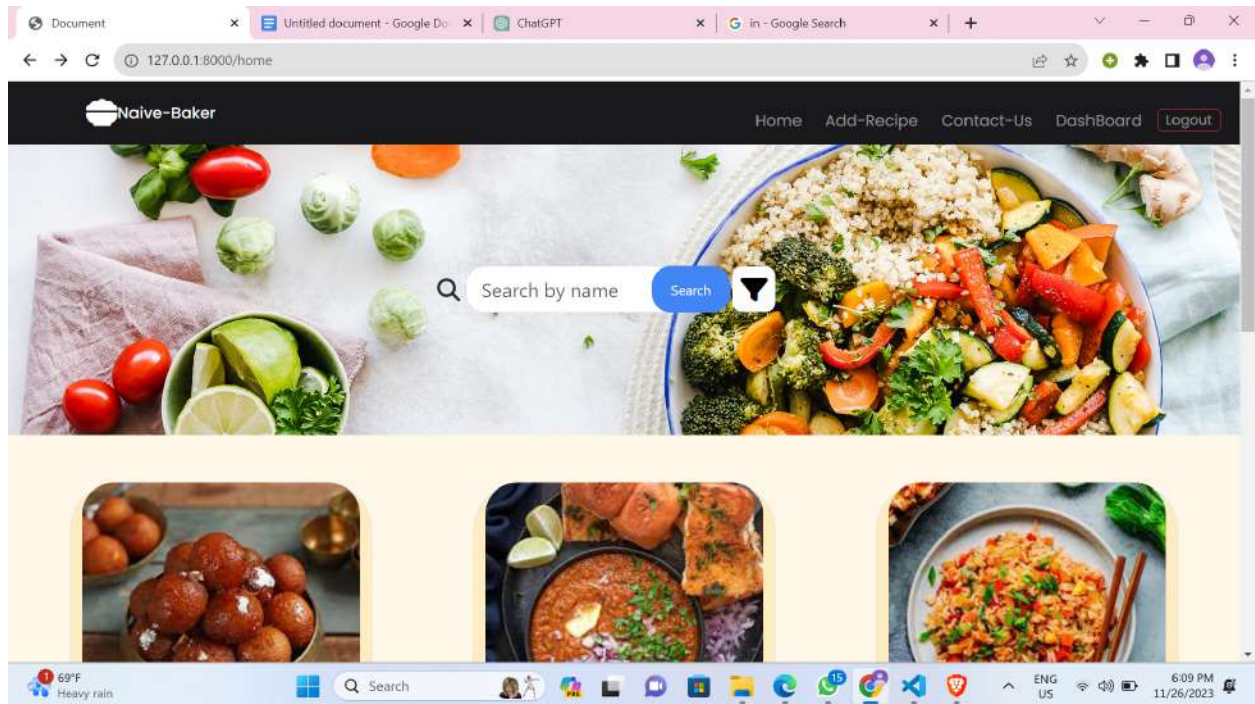 Document
Untitled document - Google Do
ChatGPT
in - Google Search
127.0.0.1:8000/home
Naive-Baker
Home Add-Recipe Contact-Us DashBoard Logout
Search by name Search
1
69°F
Heavy rain
Search
PRE
15
ENG
US
6:09 PM
11/26/2023